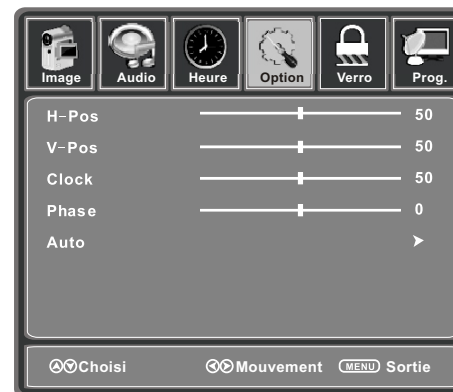 Image Audio Heure Option Verro Prog.
H-Pos 50
V-Pos 50
Clock 50
Phase 0
Auto
Choisi Mouvement MENU Sortie